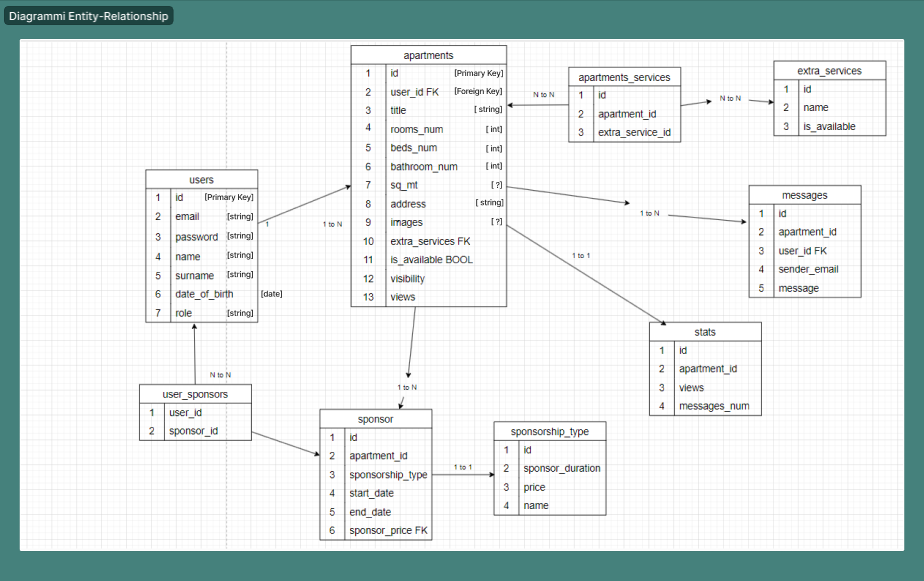 Diagrammi Entity-Relationship
apartments
1 id [Primary Key]
2 user_id FK [Foreign Key]
3 title [ string]
4 rooms_num [ int]
5 beds_num [ int]
6 bathroom_num [ int]
7 sq_mt [ ?]
8 address [ string]
9 images [ ?]
10 extra_services FK
11 is_available BOOL
12 visibility
13 views
N to N
apartments_services
1 id
2 apartment_id
3 extra_service_id
N to N
extra_services
1 id
2 name
3 is_available
users
1 id [Primary Key]
2 email [string]
3 password [string]
4 name [string]
5 surname [string]
6 date_of_birth [date]
7 role [string]
1
1 to N
1 to N
messages
1 id
2 apartment_id
3 user_id FK
4 sender_email
5 message
1 to 1
stats
1 id
2 apartment_id
3 views
4 messages_num
N to N
user_sponsors
1 user_id
2 sponsor_id
1 to N
sponsor
1 id
2 apartment_id
3 sponsorship_type
4 start_date
5 end_date
6 sponsor_price FK
1 to 1
sponsorship_type
1 id
2 sponsor_duration
3 price
4 name